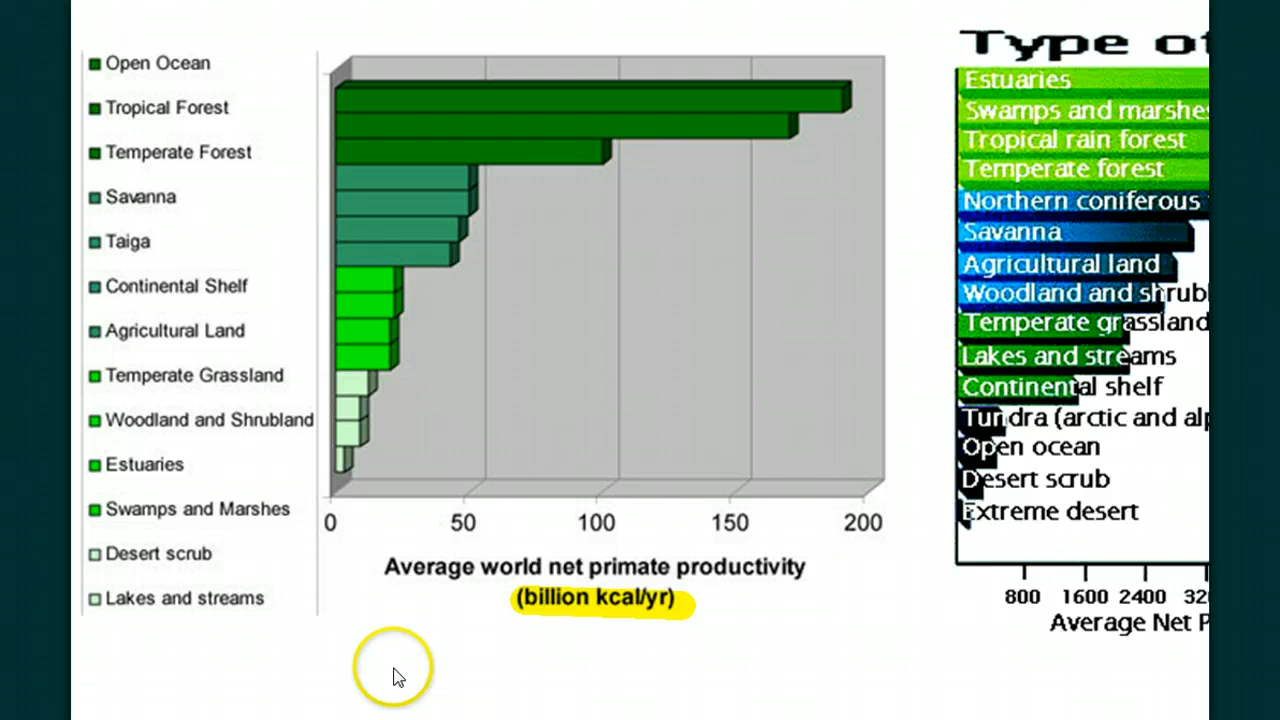 Open Ocean
Tropical Forest
Temperate Forest
Savanna
Taiga
Continental Shelf
Agricultural Land
Temperate Grassland
Woodland and Shrubland
Estuaries
Swamps and Marshes
Desert scrub
Lakes and streams
0 50 100 150 200
Average world net primate productivity
(billion kcal/yr)
Type of
Estuaries
Swamps and marshes
Tropical rain forest
Temperate forest
Northern coniferous
Savanna
Agricultural land
Woodland and shrubl
Temperate grassland
Lakes and streams
Continental shelf
Tundra (arctic and alp
Open ocean
Desert scrub
Extreme desert
800 1600 2400 32
Average Net P